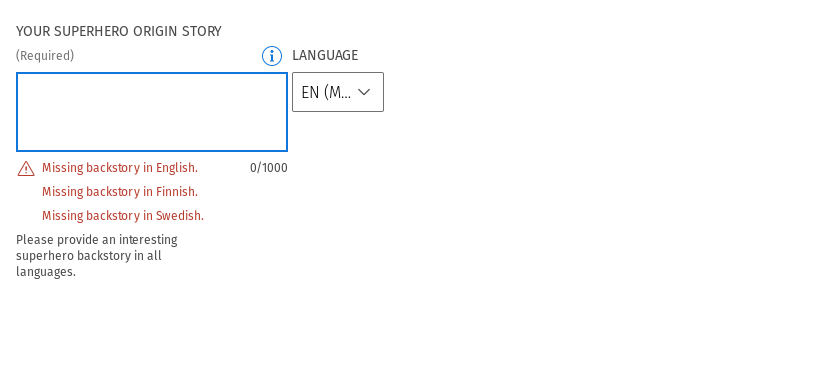 YOUR SUPERHERO ORIGIN STORY
(Required)
LANGUAGE
EN (M...
Missing backstory in English.
0/1000
Missing backstory in Finnish.
Missing backstory in Swedish.
Please provide an interesting
superhero backstory in all
languages.